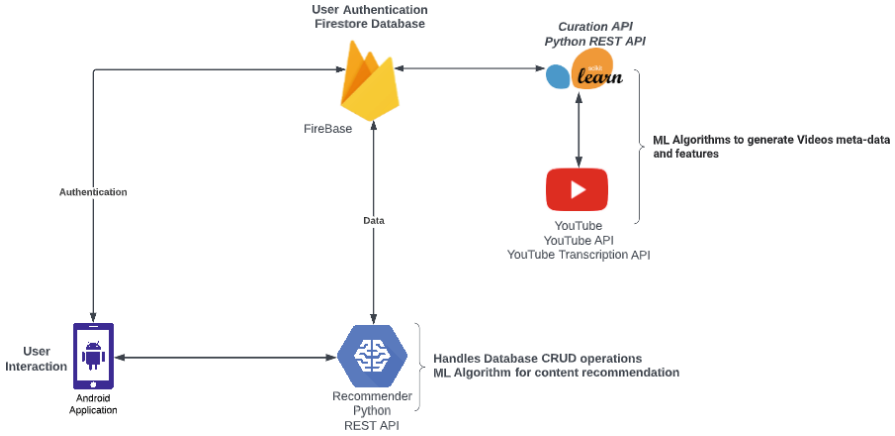 User Authentication
Firestore Database
Curation API
Python REST API
scikit
learn
FireBase
ML Algorithms to generate Videos meta-data
and features
Authentication
Data
YouTube
YouTube API
YouTube Transcription API
User
Interaction
Android
Application
Handles Database CRUD operations
ML Algorithm for content recommendation
Recommender
Python
REST API